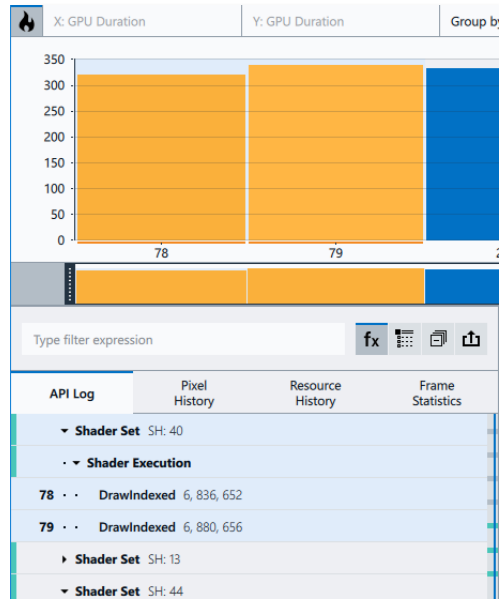 X: GPU Duration Y: GPU Duration Group by
350
300
250
200
150
100
50
0
78 79 2
Type filter expression fx
API Log Pixel History Resource History Frame Statistics
Shader Set SH: 40
Shader Execution
78 · · DrawIndexed 6, 836, 652
79 · · DrawIndexed 6, 880, 656
Shader Set SH: 13
Shader Set SH: 44